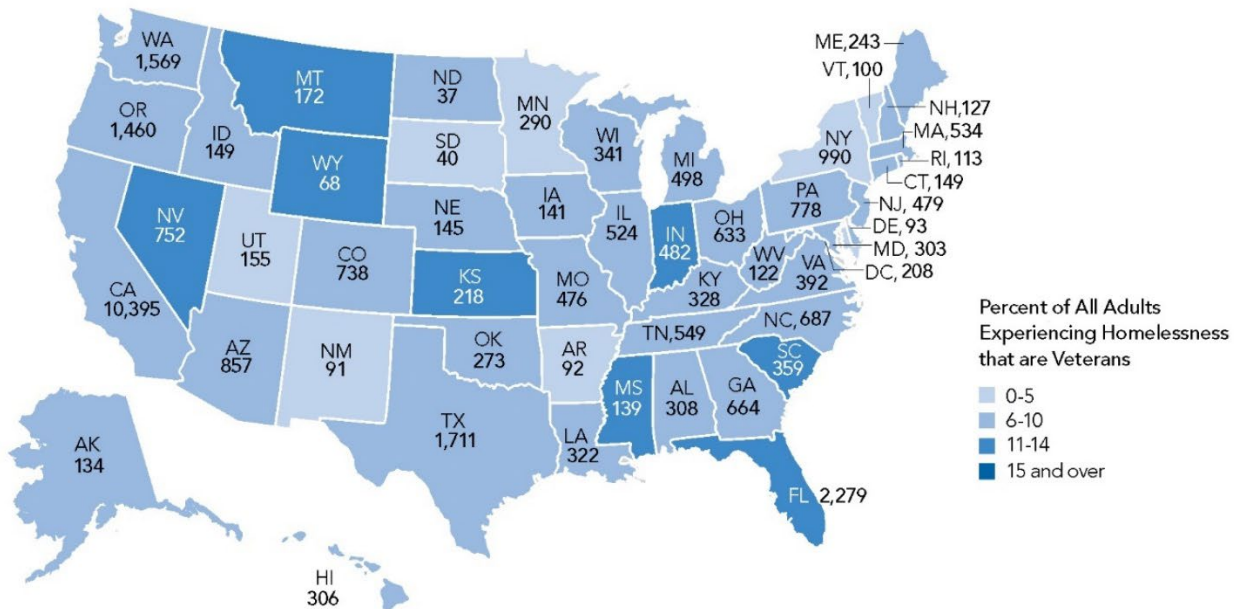 WA
1,569
OR
1,460
CA
10,395
NV
752
ID
149
MT
172
WY
68
UT
155
AZ
857
CO
738
NM
91
ND
37
SD
40
NE
145
KS
218
OK
273
TX
1,711
MN
290
IA
141
MO
476
AR
92
LA
322
WI
341
IL
524
MI
498
IN
482
OH
633
KY
328
TN, 549
MS
139
AL
308
GA
664
FL 2,279
SC
359
NC, 687
VA
392
WV
122
PA
778
NY
990
ME, 243
VT, 100
NH, 127
MA, 534
RI, 113
CT, 149
NJ, 479
DE, 93
MD, 303
DC, 208
AK
134
HI
306
Percent of All Adults
Experiencing Homelessness
that are Veterans
0-5
6-10
11-14
15 and over